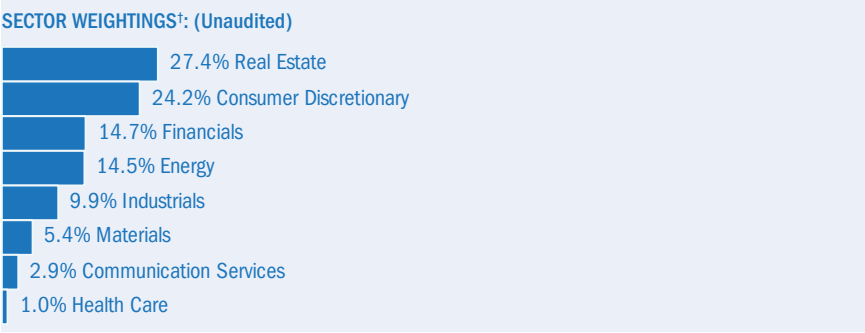 SECTOR WEIGHTINGS†: (Unaudited)
27.4% Real Estate
24.2% Consumer Discretionary
14.7% Financials
14.5% Energy
9.9% Industrials
5.4% Materials
2.9% Communication Services
1.0% Health Care